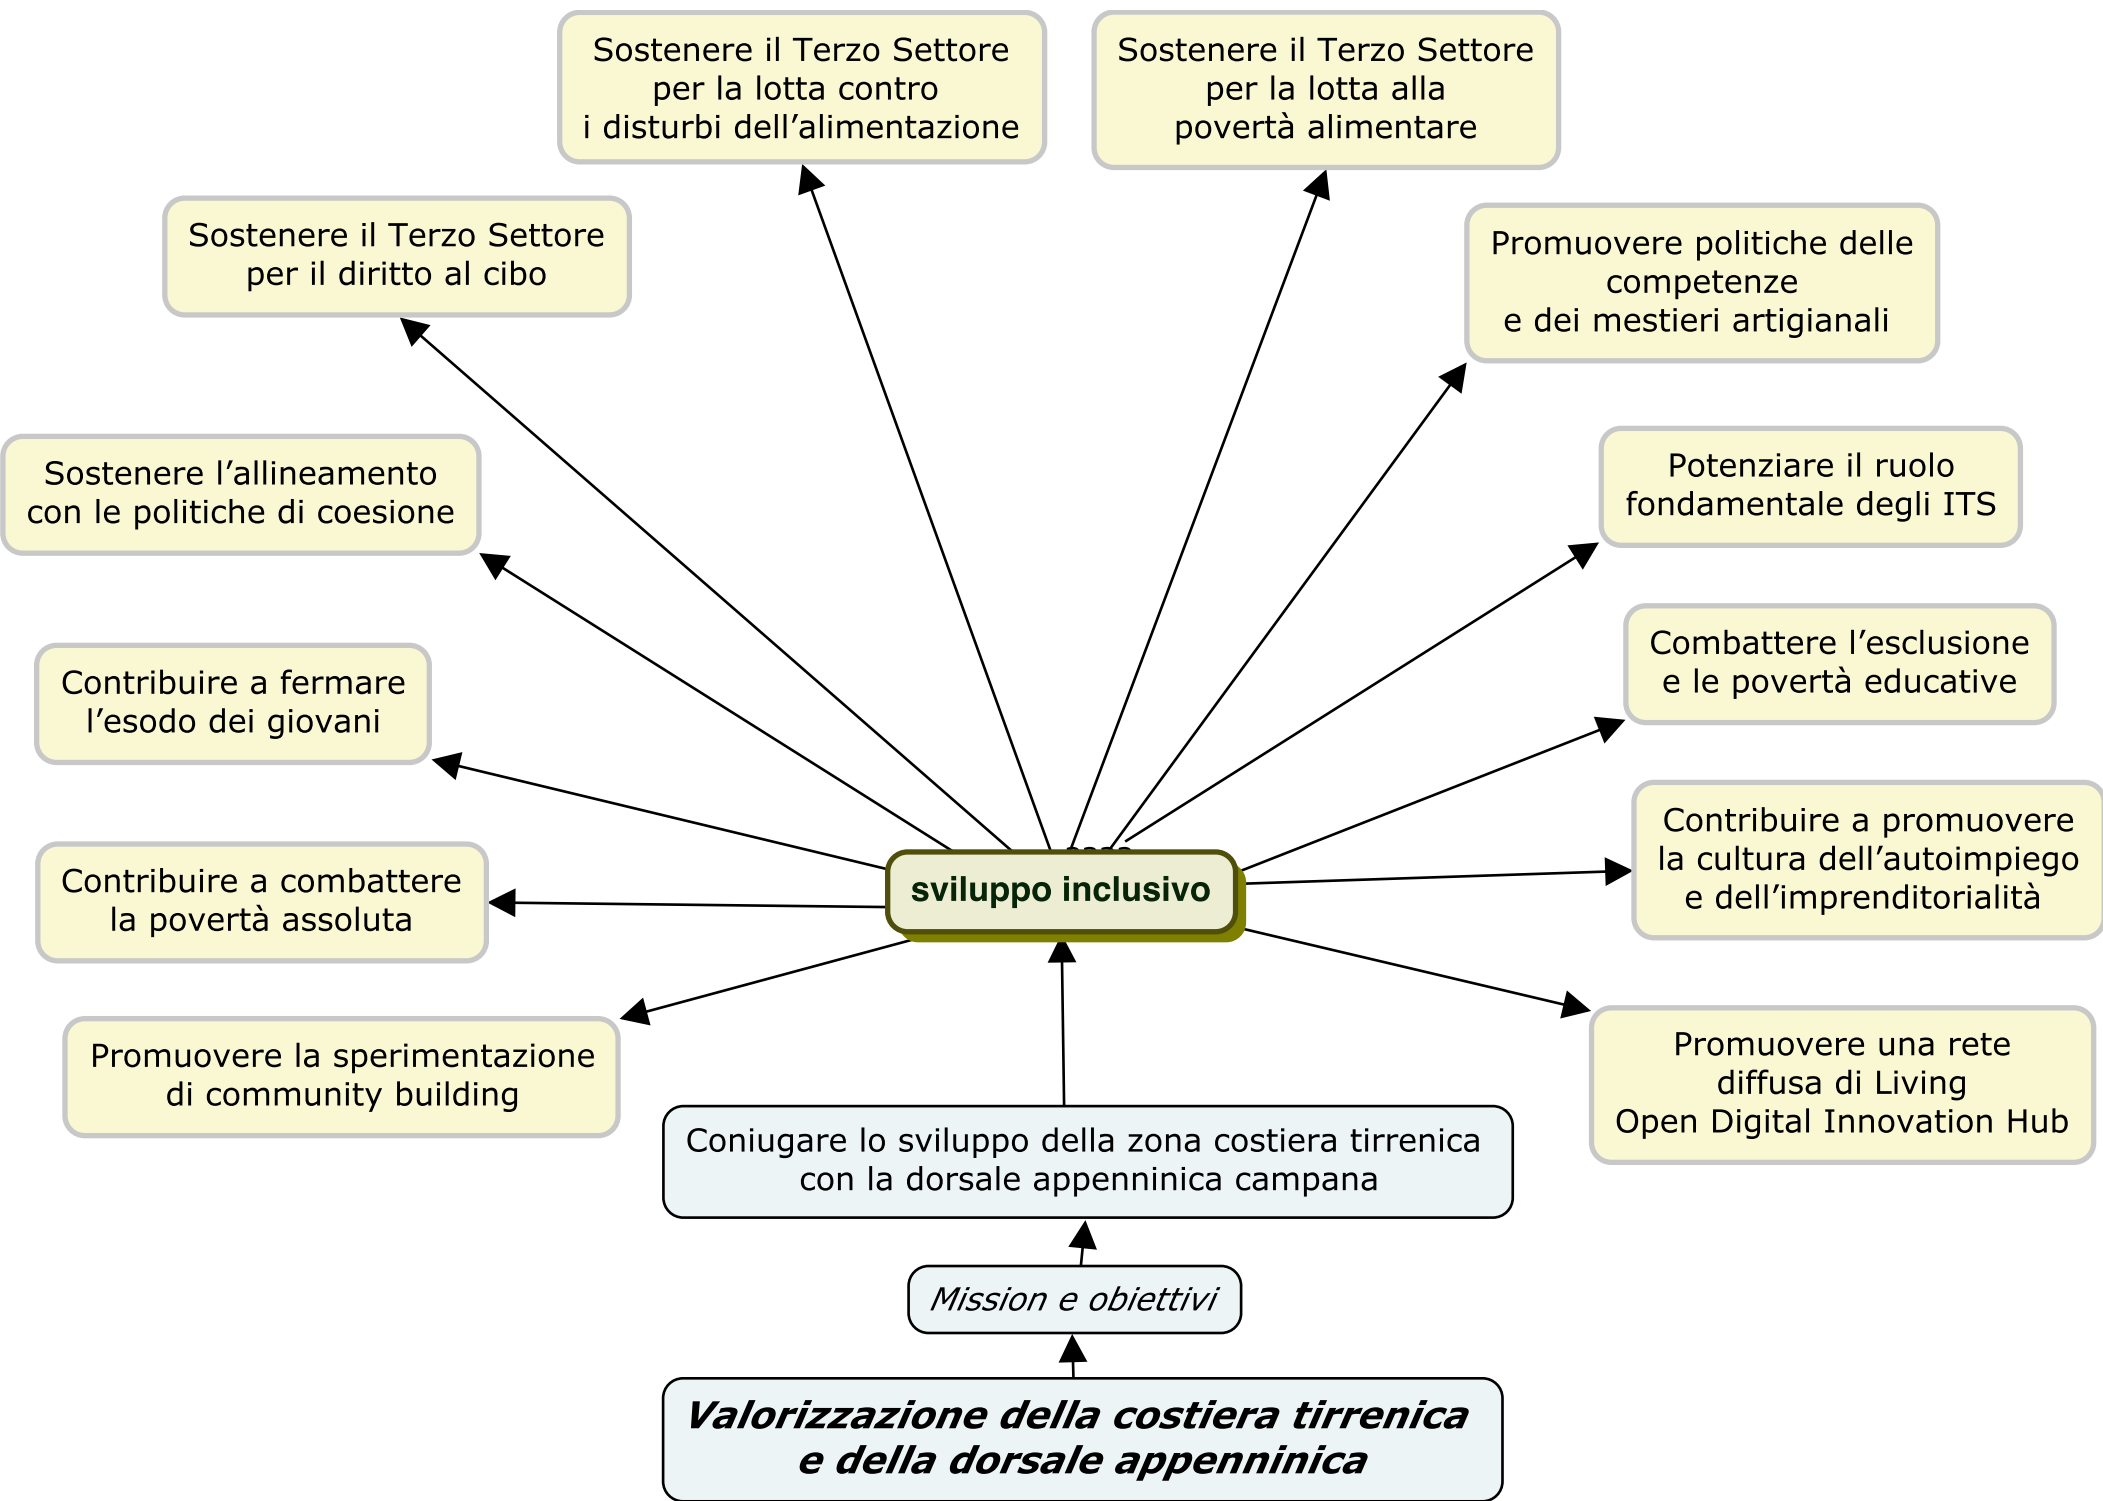 Sostenere il Terzo Settore
per la lotta contro
i disturbi dell’alimentazione
Sostenere il Terzo Settore
per la lotta alla
povertà alimentare
Sostenere il Terzo Settore
per il diritto al cibo
Promuovere politiche delle
competenze
e dei mestieri artigianali
Sostenere l’allineamento
con le politiche di coesione
Potenziare il ruolo
fondamentale degli ITS
Contribuire a fermare
l’esodo dei giovani
Combattere l’esclusione
e le povertà educative
Contribuire a combattere
la povertà assoluta
sviluppo inclusivo
Contribuire a promuovere
la cultura dell’autoimpiego
e dell’imprenditorialità
Promuovere la sperimentazione
di community building
Promuovere una rete
diffusa di Living
Open Digital Innovation Hub
Coniugare lo sviluppo della zona costiera tirrenica
con la dorsale appenninica campana
Mission e obiettivi
Valorizzazione della costiera tirrenica
e della dorsale appenninica